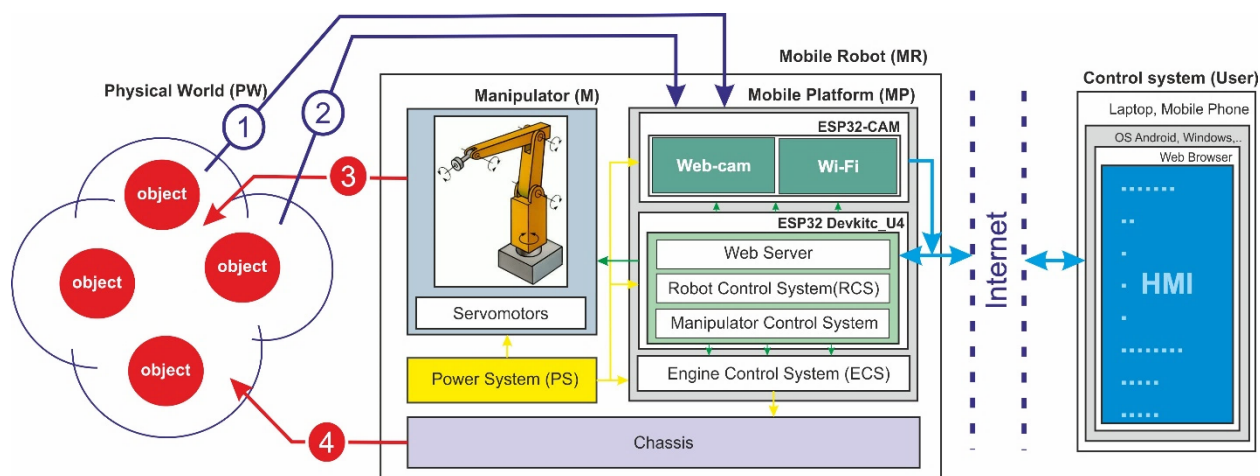 Physical World (PW)
1
2
object
object
object
object
3
4
Mobile Robot (MR)
Manipulator (M)
Servomotors
Power System (PS)
Mobile Platform (MP)
ESP32-CAM
Web-cam
Wi-Fi
ESP32 Devkitc_U4
Web Server
Robot Control System(RCS)
Manipulator Control System
Engine Control System (ECS)
Chassis
Internet
Control system (User)
Laptop, Mobile Phone
OS Android, Windows,..
Web Browser
HMI